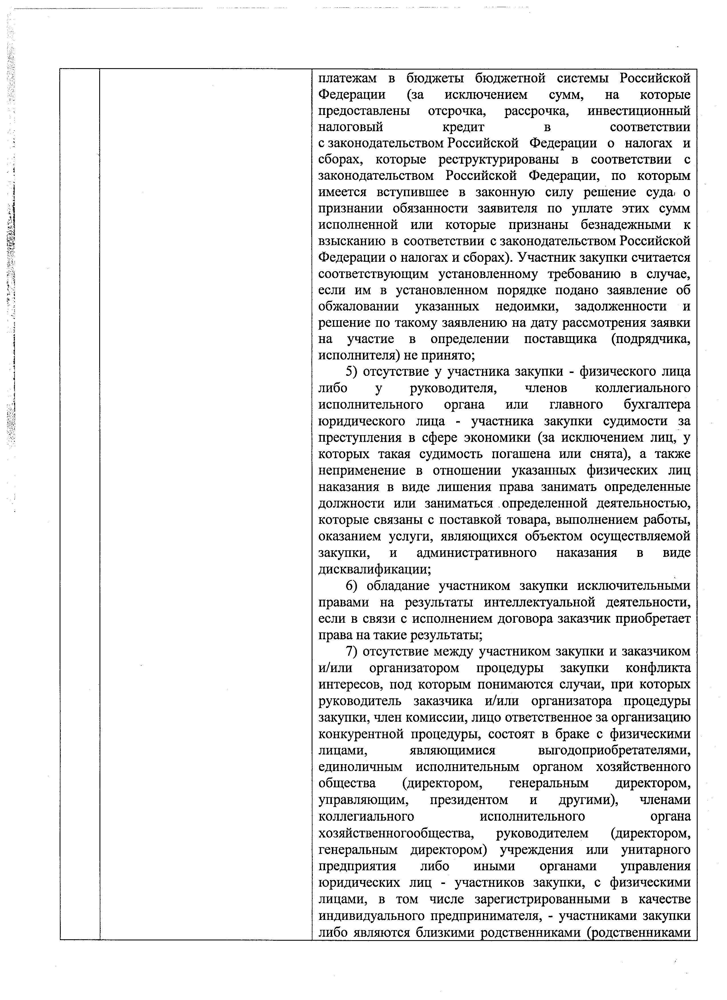 платежам в бюджеты бюджетной системы Российской
Федерации (за исключением сумм, на которые
предоставлены отсрочка, рассрочка, инвестиционный
налоговый кредит в соответствии
с законодательством Российской Федерации о налогах и
сборах, которые реструктурированы в соответствии с
законодательством Российской Федерации, по которым
имеется вступившее в законную силу решение суда о
признании обязанности заявителя по уплате этих сумм
исполненной или которые признаны безнадежными к
взысканию в соответствии с законодательством Российской
Федерации о налогах и сборах). Участник закупки считается
соответствующим установленному требованию в случае,
если им в установленном порядке подано заявление об
обжаловании указанных недоимки, задолженности и
решение по такому заявлению на дату рассмотрения заявки
на участие в определении поставщика (подрядчика,
исполнителя) не принято;
5) отсутствие у участника закупки - физического лица
либо у руководителя, членов коллегиального
исполнительного органа или главного бухгалтера
юридического лица - участника закупки судимости за
преступления в сфере экономики (за исключением лиц, у
которых такая судимость погашена или снята), а также
неприменение в отношении указанных физических лиц
наказания в виде лишения права занимать определенные
должности или заниматься определенной деятельностью,
которые связаны с поставкой товара, выполнением работы,
оказанием услуги, являющихся объектом осуществляемой
закупки, и административного наказания в виде
дисквалификации;
6) обладание участником закупки исключительными
правами на результаты интеллектуальной деятельности,
если в связи с исполнением договора заказчик приобретает
права на такие результаты;
7) отсутствие между участником закупки и заказчиком
и/или организатором процедуры закупки конфликта
интересов, под которым понимаются случаи, при которых
руководитель заказчика и/или организатора процедуры
закупки, член комиссии, лицо ответственное за организацию
конкурентной процедуры, состоят в браке с физическими
лицами, являющимися выгодоприобретателями,
единоличным исполнительным органом хозяйственного
общества (директором, генеральным директором,
управляющим, президентом и другими), членами
коллегиального исполнительного органа
хозяйственногообщества, руководителем (директором,
генеральным директором) учреждения или унитарного
предприятия либо иными органами управления
юридических лиц - участников закупки, с физическими
лицами, в том числе зарегистрированными в качестве
индивидуального предпринимателя, - участниками закупки
либо являются близкими родственниками (родственниками